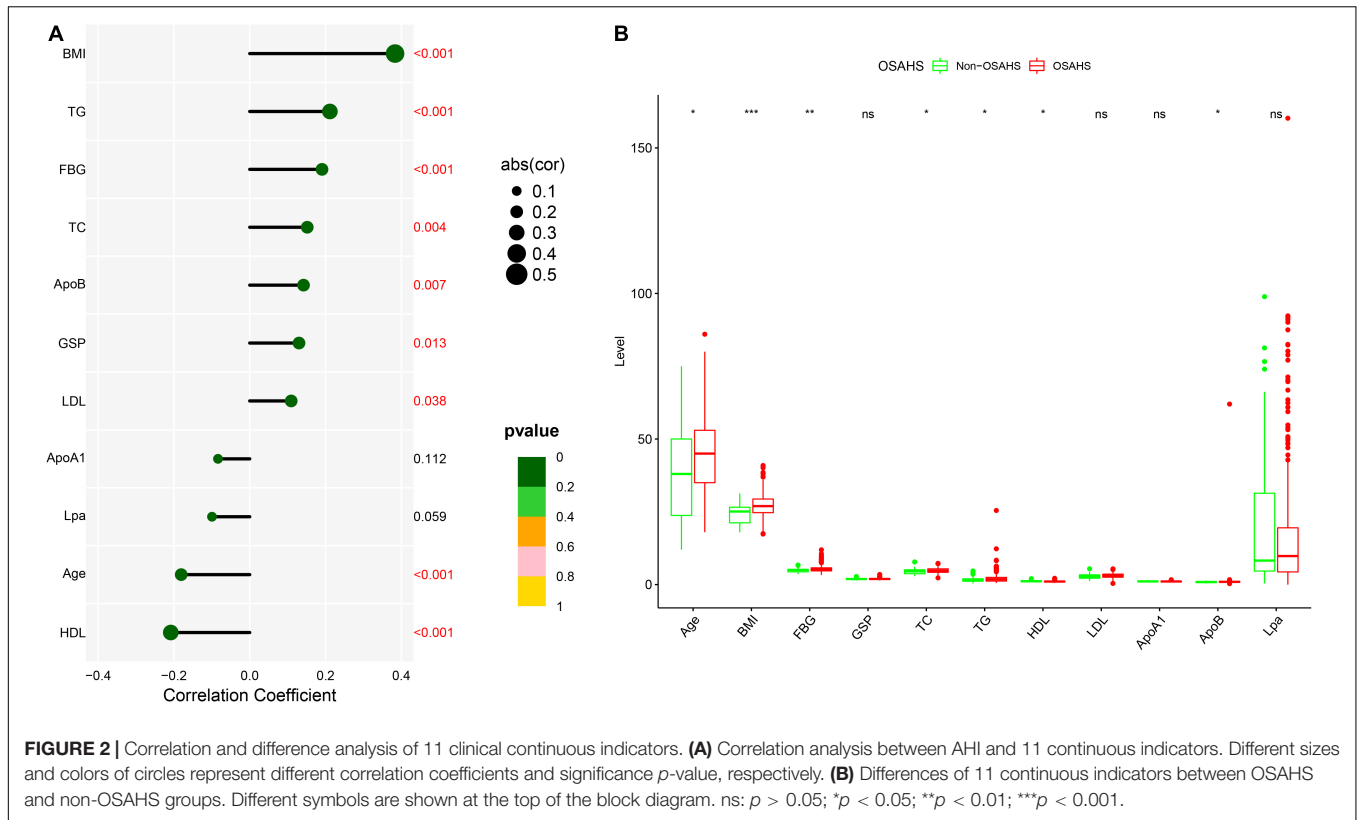 A
BMI
<0.001
TG
<0.001
FBG
<0.001
TC
0.004
ApoB
0.007
GSP
0.013
LDL
0.038
ApoA1
0.112
Lpa
0.059
Age
<0.001
HDL
<0.001
−0.4 −0.2 0.0 0.2 0.4
Correlation Coefficient
abs(cor)
0.1
0.2
0.3
0.4
0.5
pvalue
0
0.2
0.4
0.6
0.8
1
B
OSAHS Non−OSAHS OSAHS
* *** ** ns * * * ns ns * ns
150
100
50
0
Level
Age BMI FBG GSP TC TG HDL LDL ApoA1 ApoB Lpa
FIGURE 2 | Correlation and difference analysis of 11 clinical continuous indicators. (A) Correlation analysis between AHI and 11 continuous indicators. Different sizes
and colors of circles represent different correlation coefficients and significance p-value, respectively. (B) Differences of 11 continuous indicators between OSAHS
and non-OSAHS groups. Different symbols are shown at the top of the block diagram. ns: p > 0.05; *p < 0.05; **p < 0.01; ***p < 0.001.